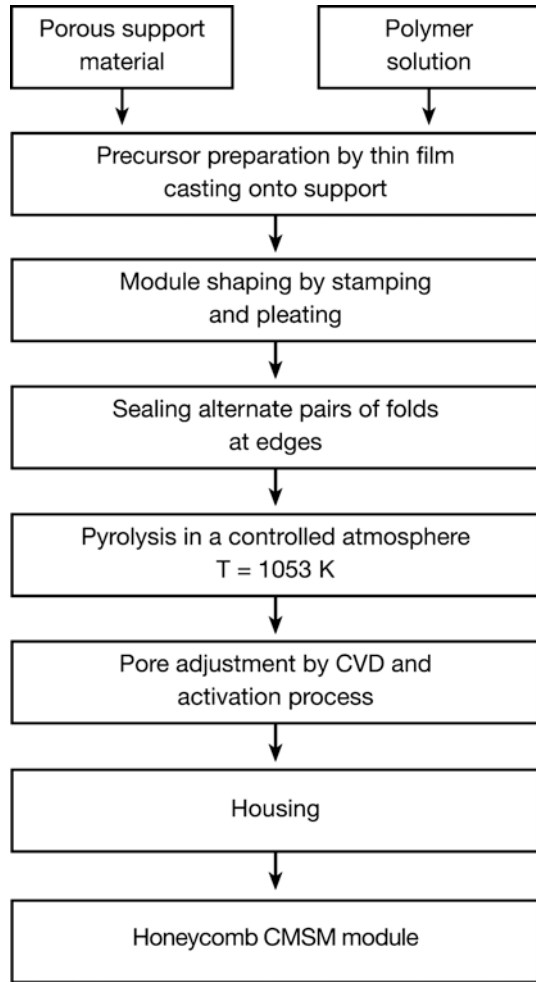 Porous support
material
Polymer
solution
Precursor preparation by thin film
casting onto support
Module shaping by stamping
and pleating
Sealing alternate pairs of folds
at edges
Pyrolysis in a controlled atmosphere
T = 1053 K
Pore adjustment by CVD and
activation process
Housing
Honeycomb CMSM module